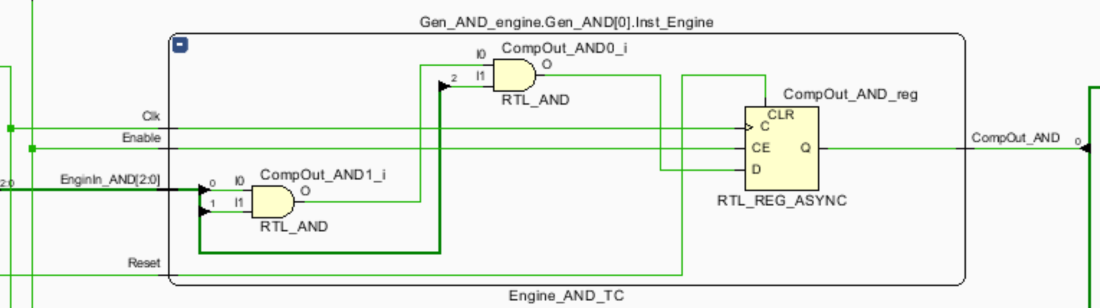 Gen_AND_engine.Gen_AND[0].Inst_Engine
CompOut_AND0_i
I0
O
I1
2
RTL_AND
CompOut_AND_reg
CLR
Clk
C
Enable
CE
Q
CompOut_AND
0
D
2:0
EnginIn_AND[2:0]
CompOut_AND1_i
0
I0
O
1
I1
RTL_AND
RTL_REG_ASYNC
Reset
Engine_AND_TC